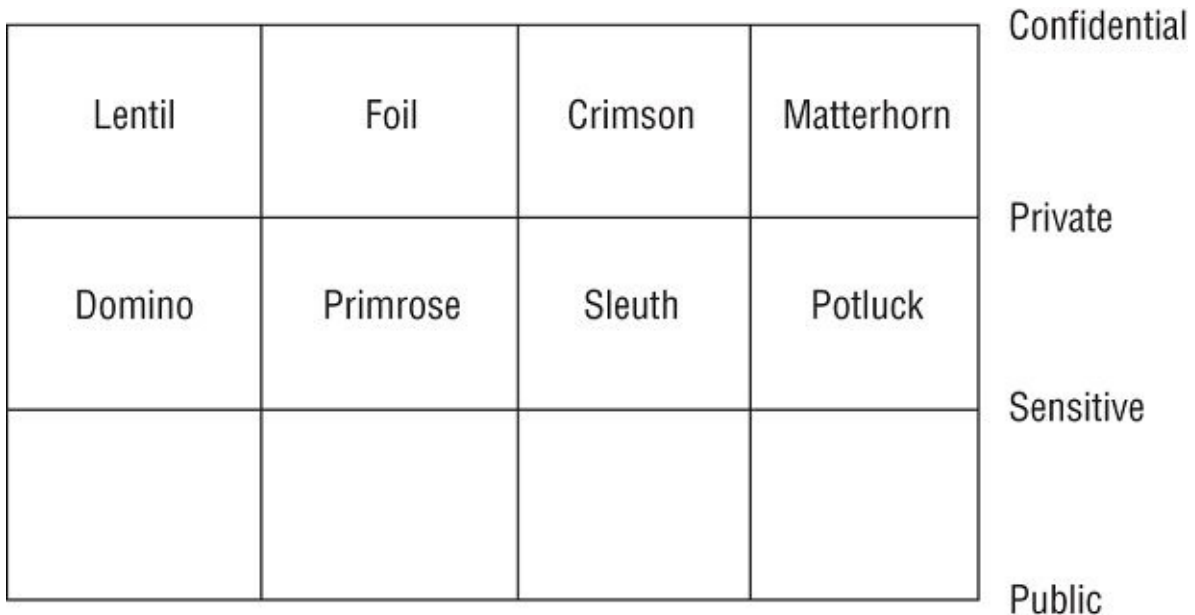 Confidential
Lentil Foil Crimson Matterhorn
Private
Domino Primrose Sleuth Potluck
Sensitive
Public